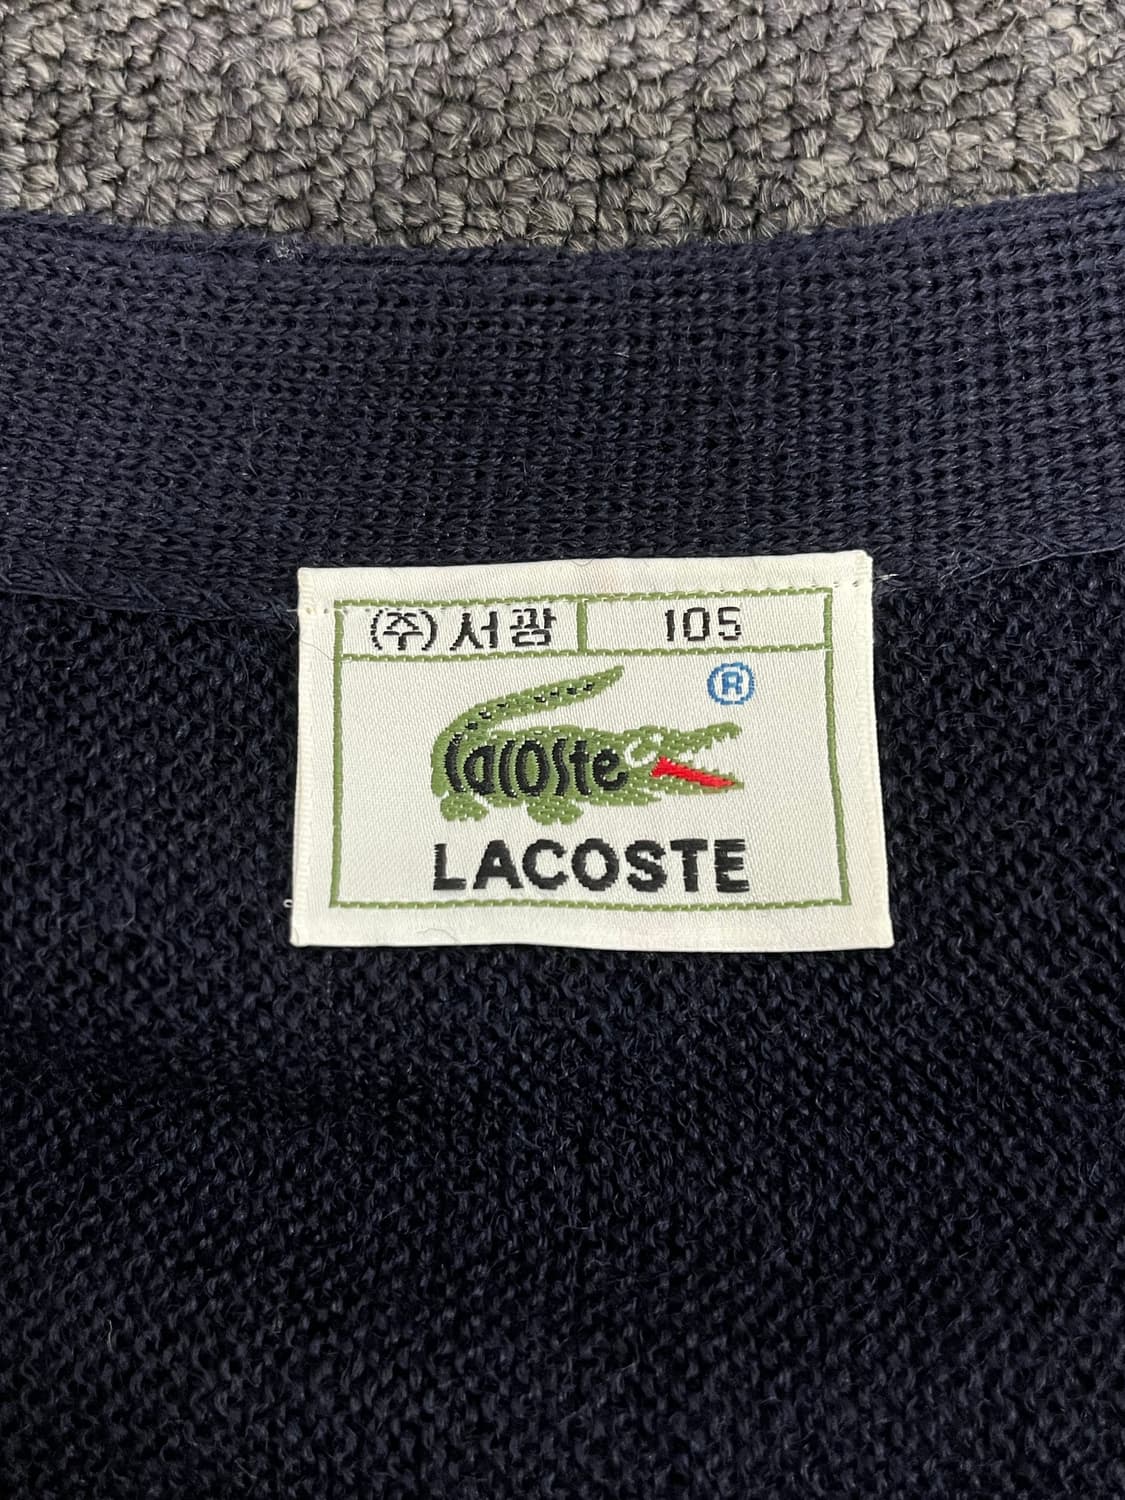 (주)서광 105
®
lacoste
LACOSTE